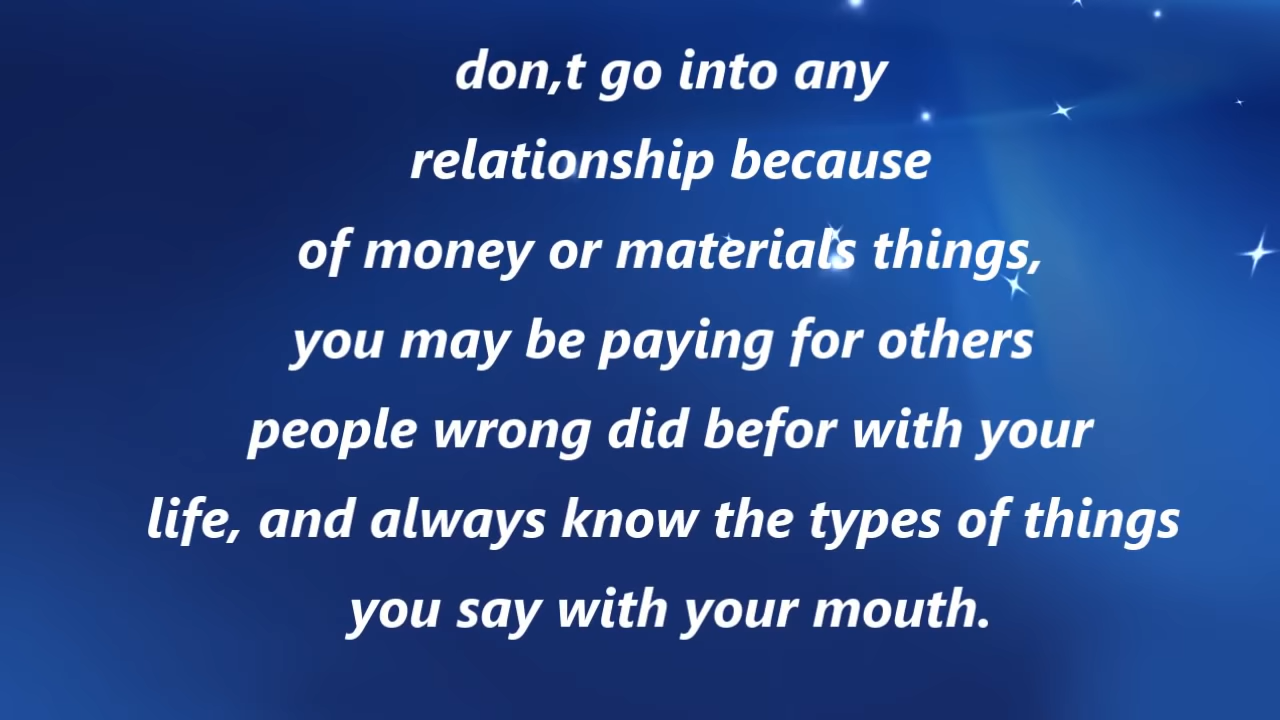 don,t go into any
relationship because
of money or materials things,
you may be paying for others
people wrong did befor with your
life, and always know the types of things
you say with your mouth.